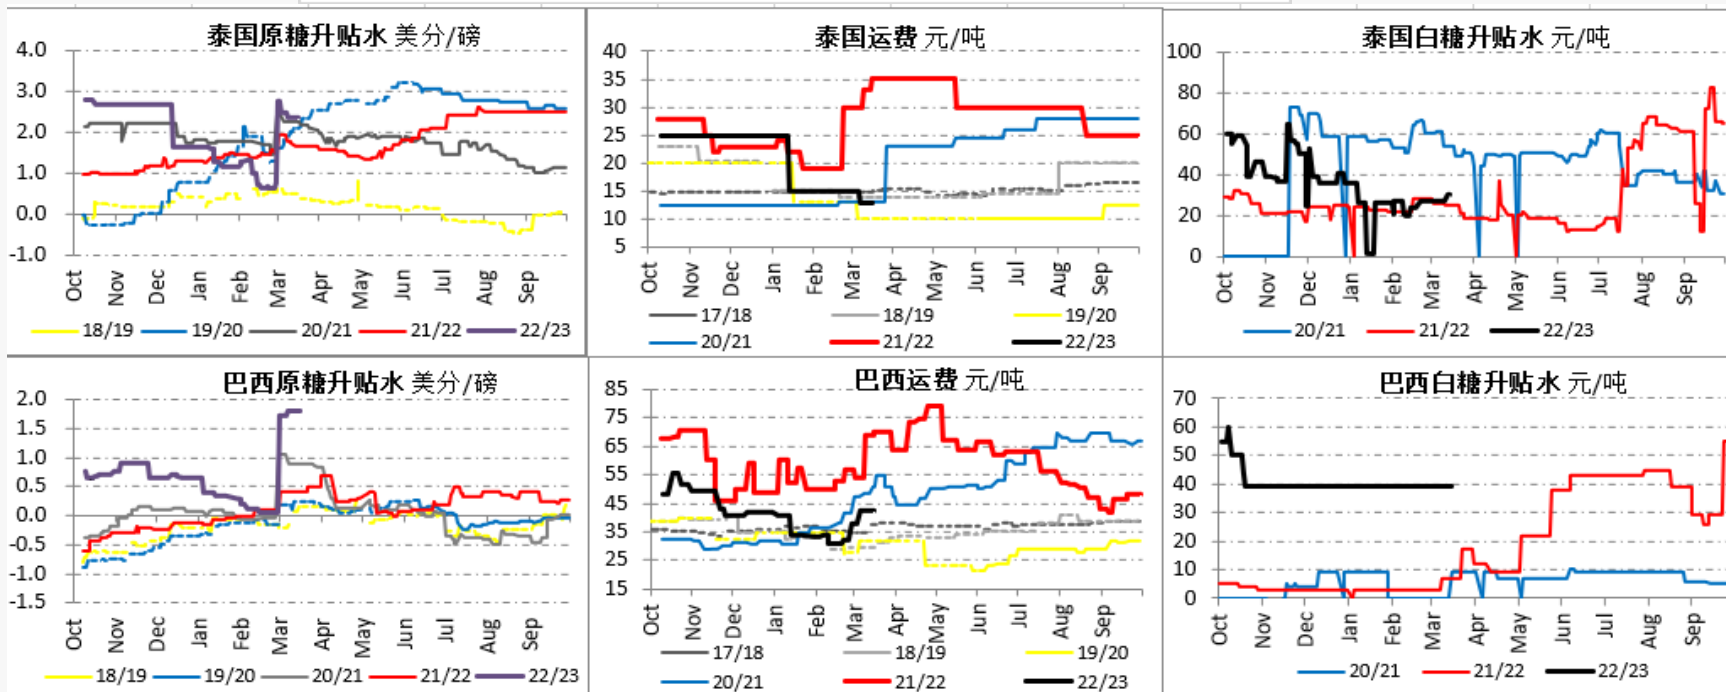 泰国原糖升贴水 美分/磅
4.0
3.0
2.0
1.0
0.0
-1.0
Oct Nov Dec Jan Feb Mar Apr May Jun Jul Aug Sep
18/19 19/20 20/21 21/22 22/23
泰国运费 元/吨
40
35
30
25
20
15
10
5
Oct Nov Dec Jan Feb Mar Apr May Jun Jul Aug Sep
17/18 18/19 19/20
20/21 21/22 22/23
泰国白糖升贴水 元/吨
100
80
60
40
20
0
Oct Nov Dec Jan Feb Mar Apr May Jun Jul Aug Sep
20/21 21/22 22/23
巴西原糖升贴水 美分/磅
2.0
1.5
1.0
0.5
0.0
-0.5
-1.0
-1.5
Oct Nov Dec Jan Feb Mar Apr May Jun Jul Aug Sep
18/19 19/20 20/21 21/22 22/23
巴西运费 元/吨
85
75
65
55
45
35
25
15
Oct Nov Dec Jan Feb Mar Apr May Jun Jul Aug Sep
17/18 18/19 19/20
20/21 21/22 22/23
巴西白糖升贴水 元/吨
70
60
50
40
30
20
10
0
Oct Nov Dec Jan Feb Mar Apr May Jun Jul Aug Sep
20/21 21/22 22/23